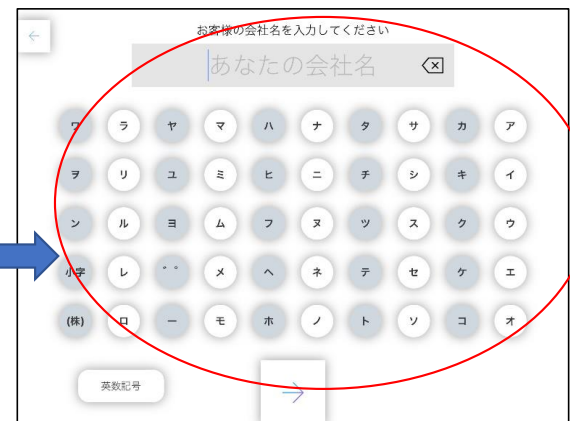 お客様の会社名を入力してください
あなたの会社名
ワ ラ ヤ マ ハ ナ タ サ カ ア
ヲ リ ユ ミ ヒ ニ チ シ キ イ
ン ル ヨ ム フ ヌ ツ ス ク ウ
小字 レ ゛゜ メ ヘ ネ テ セ ケ エ
(株) ロ ー モ ホ ノ ト ソ コ オ
英数記号